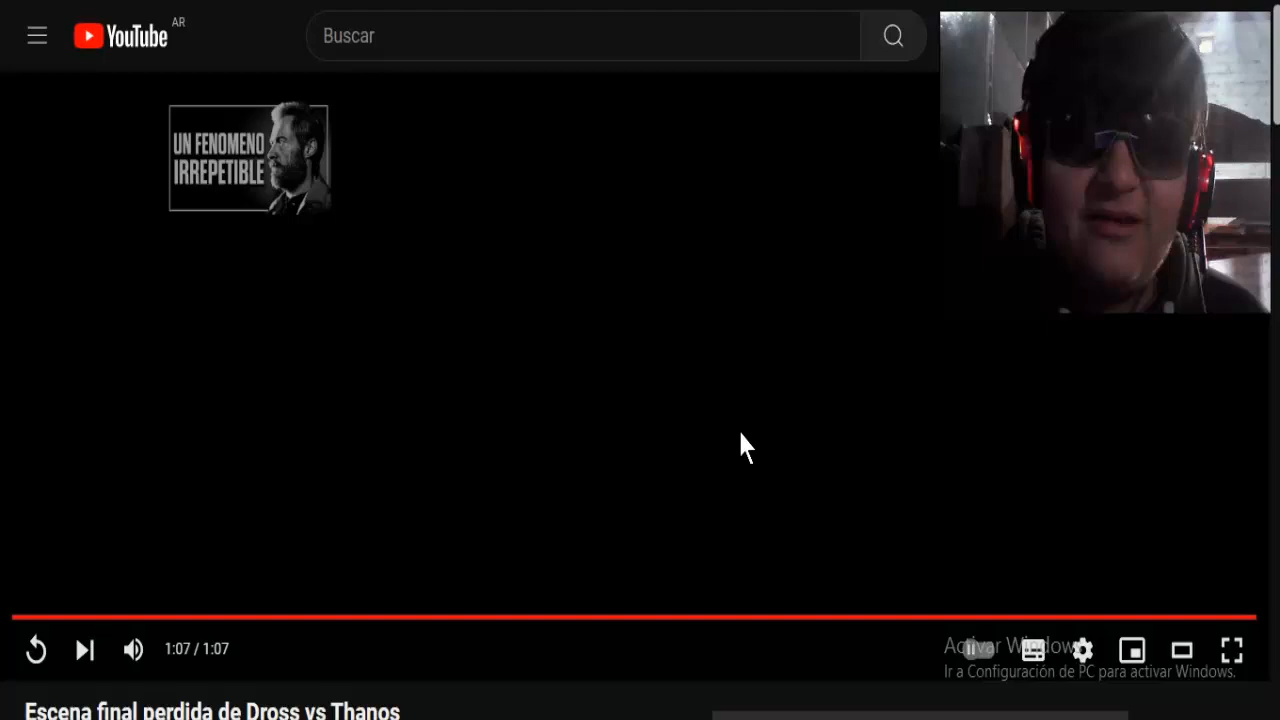 YouTube
AR
Buscar
UN FENOMENO
IRREPETIBLE
1:07 / 1:07
Activar Windows
Ir a Configuración de PC para activar Windows.
Escena final perdida de Dross vs Thanos